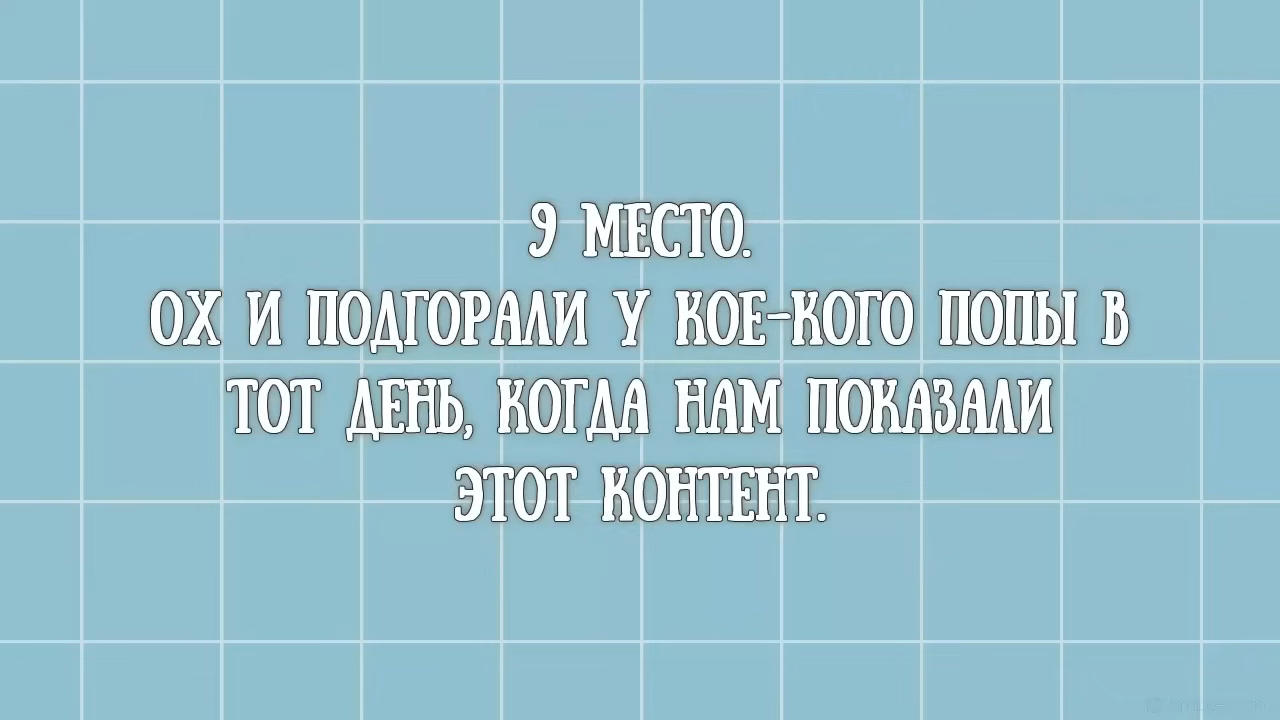 9 МЕСТО.
ОХ И ПОДГОРАЛИ У КОЕ-КОГО ПОПЫ В
ТОТ ДЕНЬ, КОГДА НАМ ПОКАЗАЛИ
ЭТОТ КОНТЕНТ.